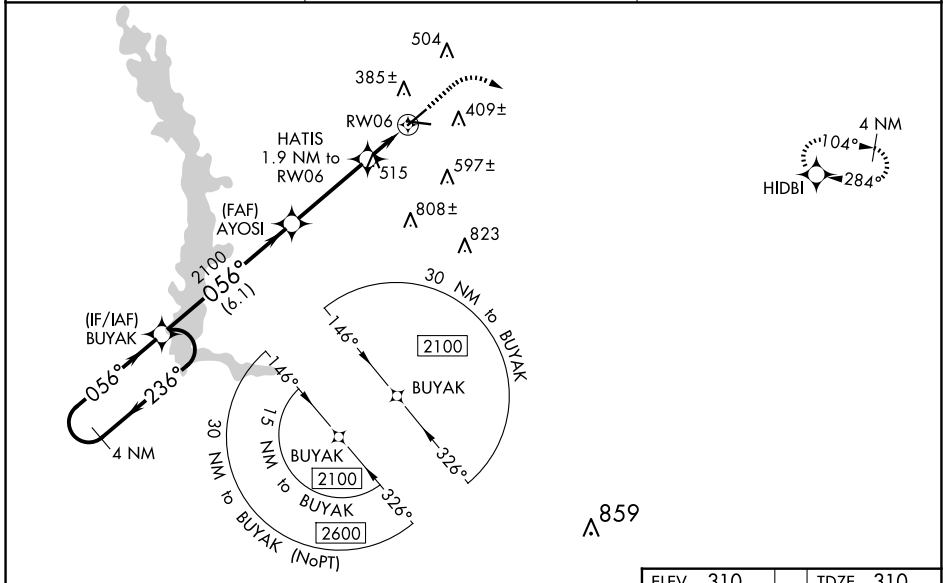 504
385±
RW06
409±
HATIS
1.9 NM to
RW06
515
597±
4 NM
104°
284°
HIDBI
(FAF)
AYOSI
808±
823
2100
056°
(6.1)
(IF/IAF)
BUYAK
056°
236°
4 NM
30 NM to BUYAK
146°
2100
BUYAK
326°
146°
15 NM to BUYAK
BUYAK
2100
326°
30 NM to BUYAK (NoPT)
2600
859
ELEV 310
TDZE 310